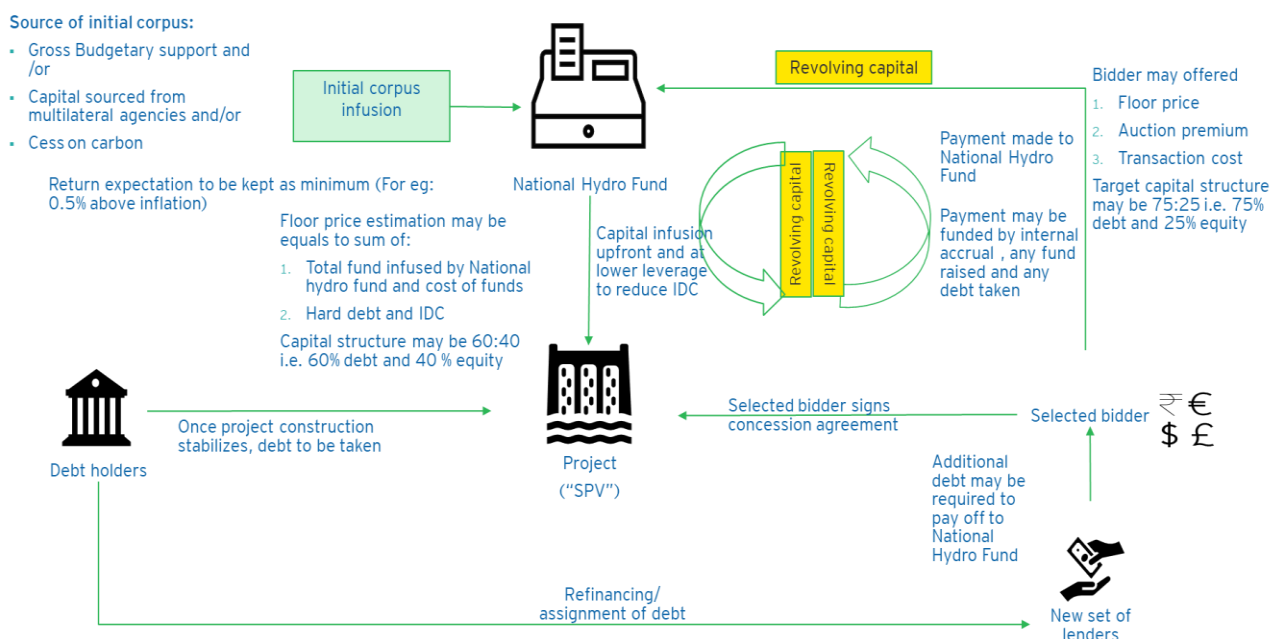 Source of initial corpus:
▪ Gross Budgetary support and
/or
▪ Capital sourced from
multilateral agencies and/or
▪ Cess on carbon
Initial corpus
infusion
Return expectation to be kept as minimum (For eg:
0.5% above inflation)
National Hydro Fund
Revolving capital
Bidder may offered
1. Floor price
2. Auction premium
3. Transaction cost
Target capital structure
may be 75:25 i.e. 75%
debt and 25% equity
Floor price estimation may be
equals to sum of:
1. Total fund infused by National
hydro fund and cost of funds
2. Hard debt and IDC
Capital structure may be 60:40
i.e. 60% debt and 40 % equity
Capital infusion
upfront and at
lower leverage
to reduce IDC
Revolving capital
Revolving capital
Payment made to
National Hydro
Fund
Payment may be
funded by internal
accrual , any fund
raised and any
debt taken
Debt holders
Once project construction
stabilizes, debt to be taken
Project
("SPV")
Selected bidder signs
concession agreement
Selected bidder
₹ €
$ £
Additional
debt may be
required to
pay off to
National
Hydro Fund
Refinancing/
assignment of debt
New set of
lenders